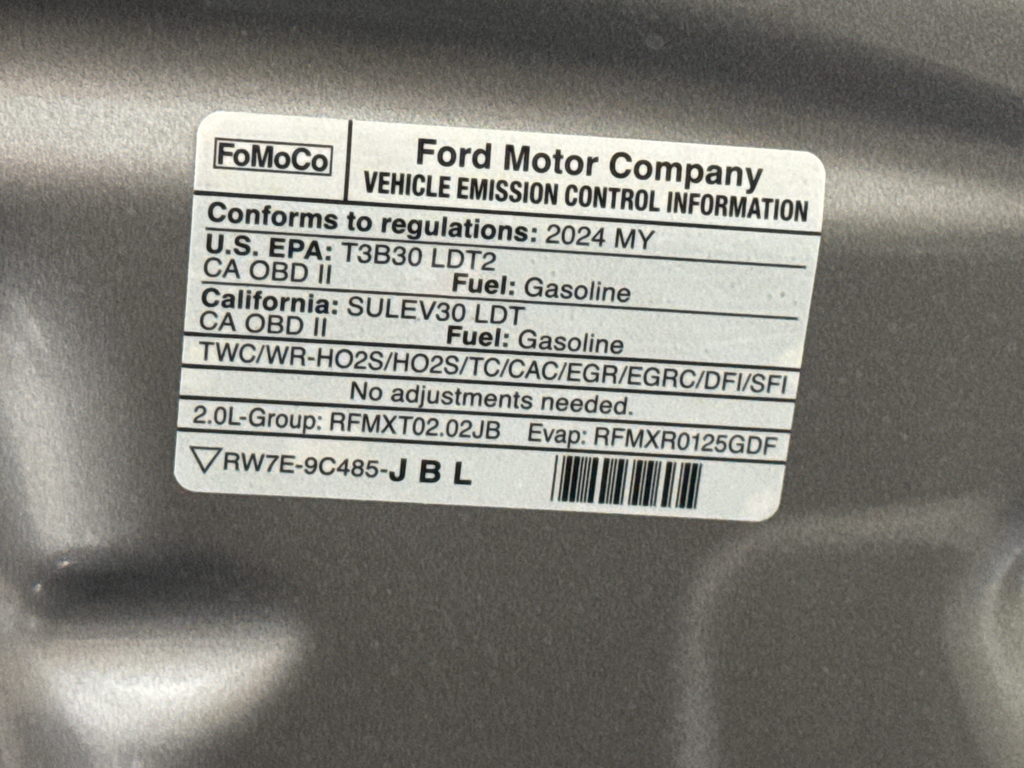 FoMoCo
Ford Motor Company
VEHICLE EMISSION CONTROL INFORMATION
Conforms to regulations: 2024 MY
U.S. EPA: T3B30 LDT2
CA OBD II Fuel: Gasoline
California: SULEV30 LDT
CA OBD II Fuel: Gasoline
TWC/WR-HO2S/HO2S/TC/CAC/EGR/EGRC/DFI/SFI
No adjustments needed.
2.0L-Group: RFMXT02.02JB Evap: RFMXR0125GDF
RW7E-9C485-J B L